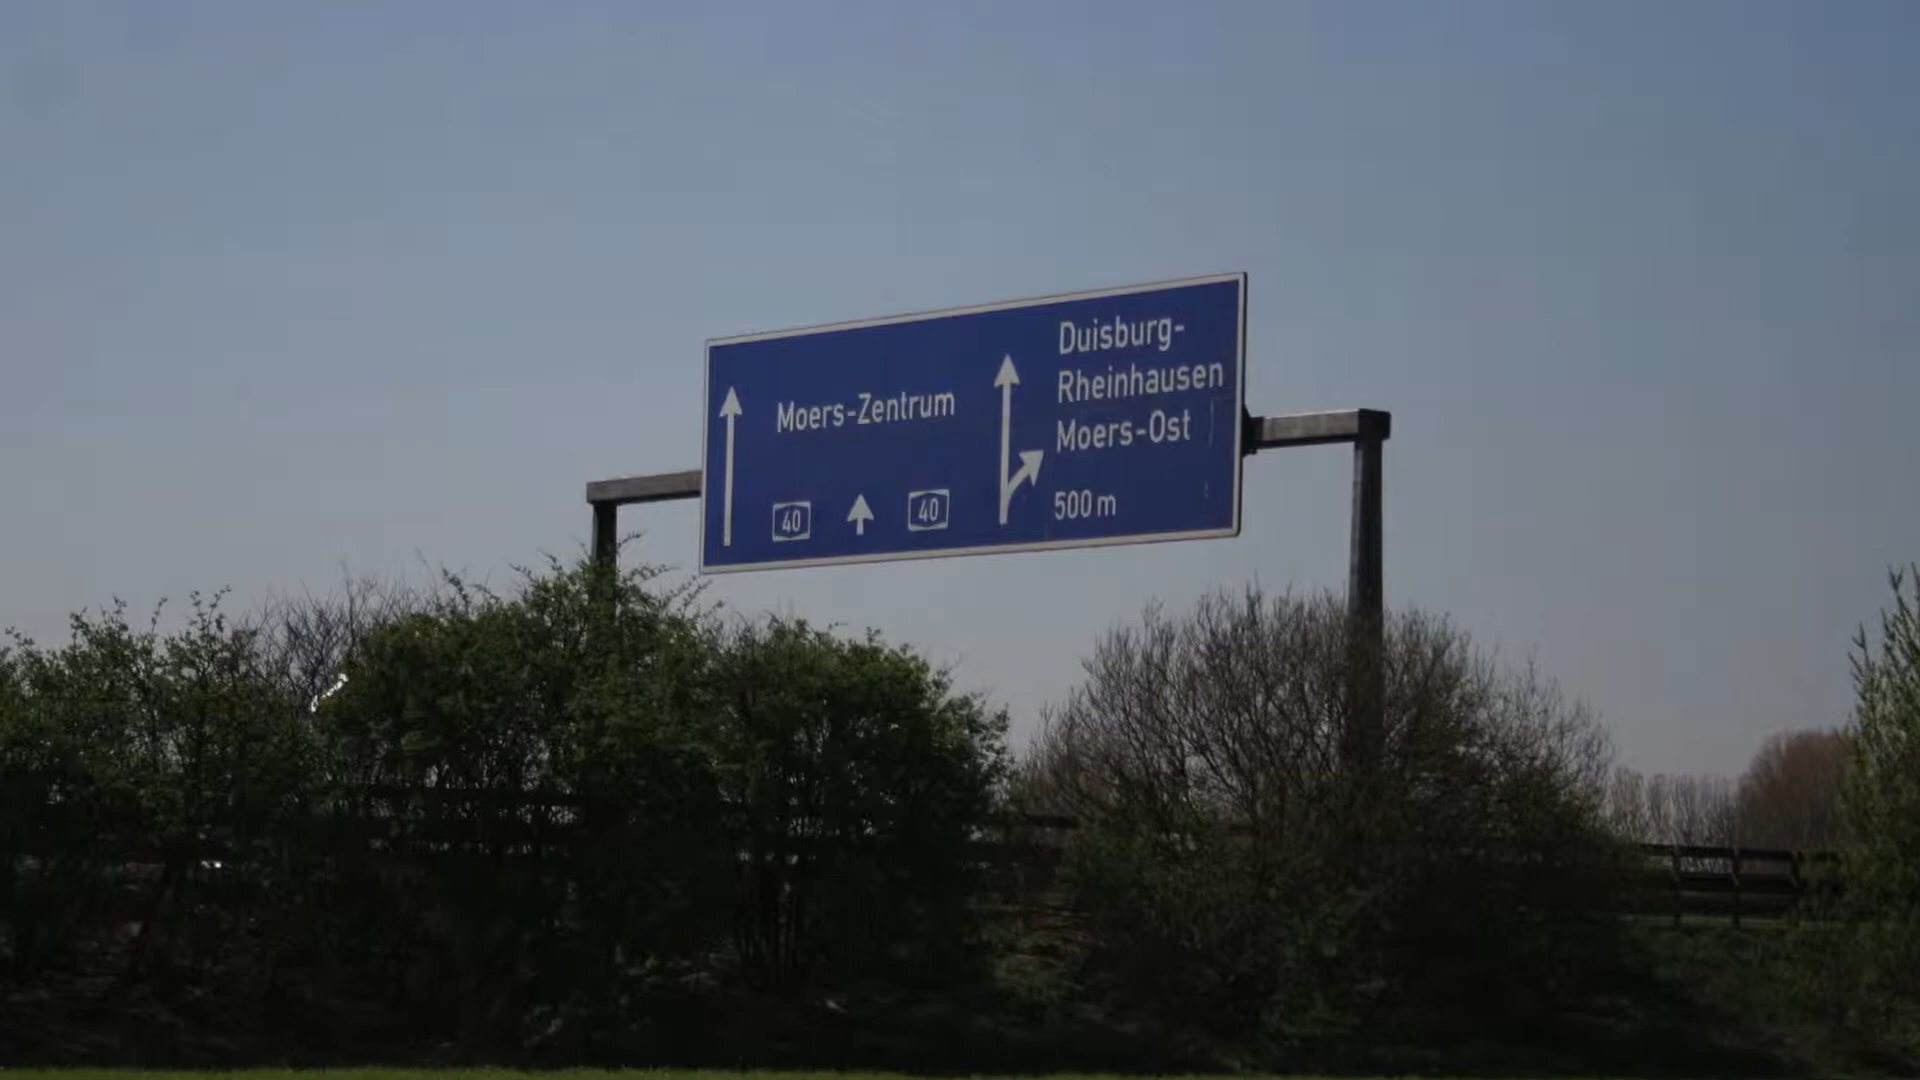 Moers-Zentrum
40
40
Duisburg-
Rheinhausen
Moers-Ost
500 m